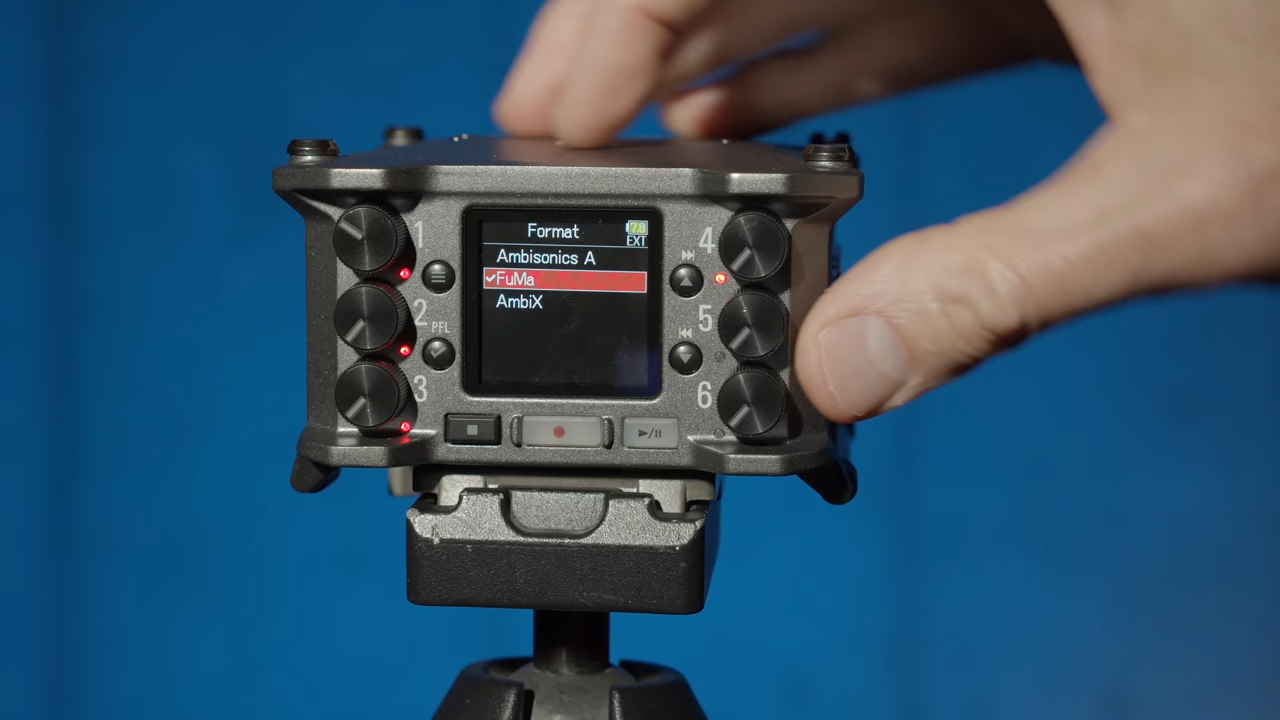 Format
7.8
EXT
Ambisonics A
FuMa
AmbiX
1
2
PFL
3
4
5
6